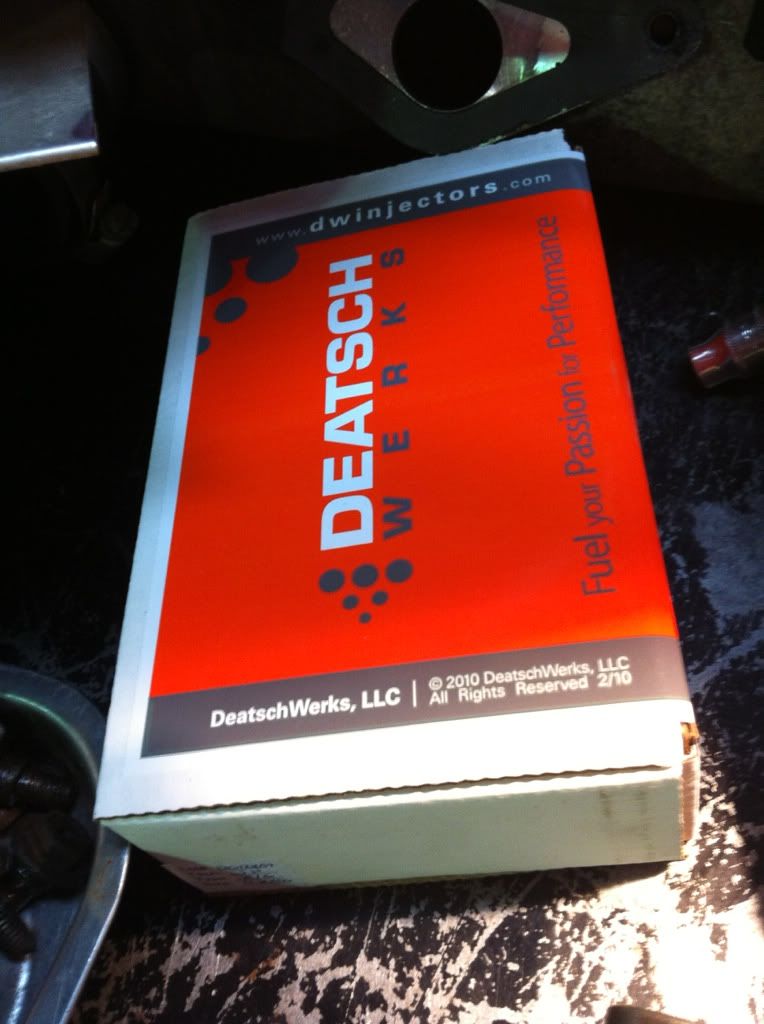 www.dwinjectors.com
DEATSCH
WERKS
Fuel your Passion for Performance
DeatschWerks, LLC
© 2010 DeatschWerks, LLC
All Rights Reserved 2/10